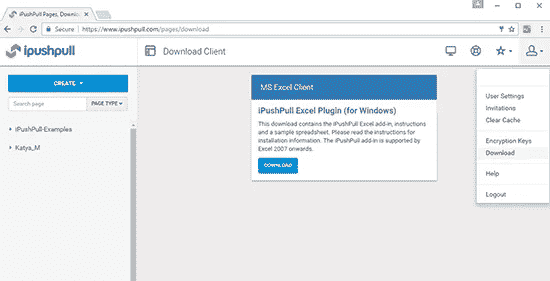 iPushPull Pages, Downlo
Secure | https://www.ipushpull.com/pages/download
ipushpull
Download Client
CREATE
Search page
PAGE TYPE
iPushPull-Examples
Katya_M
MS Excel Client
iPushPull Excel Plugin (for Windows)
This download contains the iPushPull Excel add-in, instructions
and a sample spreadsheet. Please read the instructions for
installation information. The iPushPull add-in is supported by
Excel 2007 onwards.
DOWNLOAD
User Settings
Invitations
Clear Cache
Encryption Keys
Download
Help
Logout